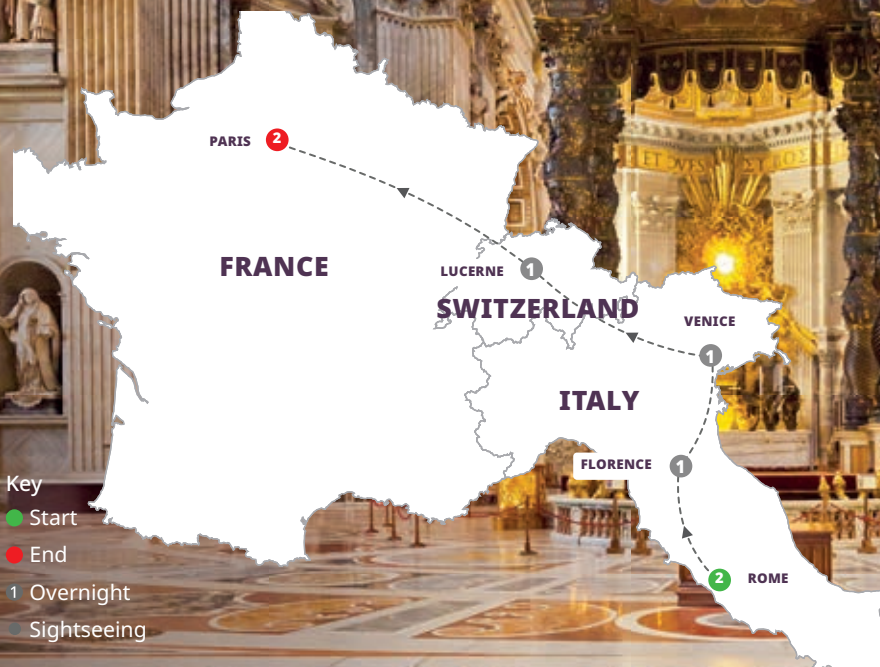 PARIS
2
FRANCE
LUCERNE
1
SWITZERLAND
VENICE
1
ITALY
FLORENCE
1
2
ROME
Key
Start
End
1 Overnight
Sightseeing